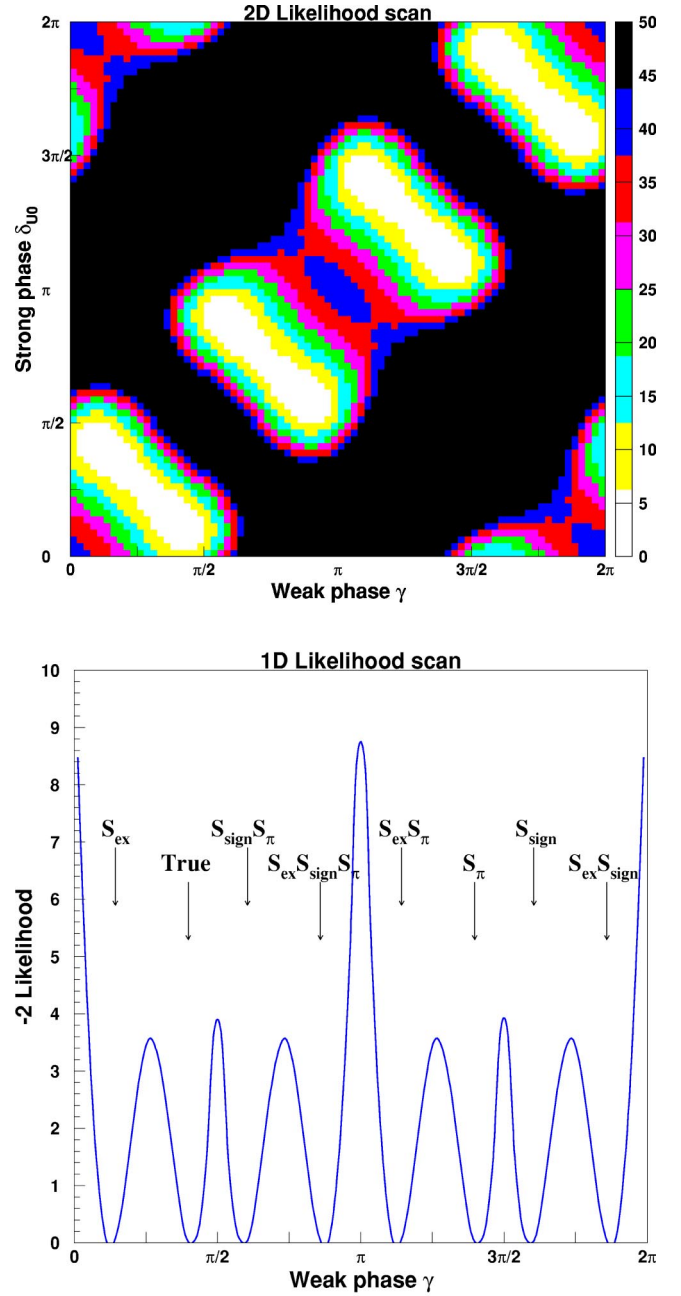 2D Likelihood scan
2π
3π/2
π
π/2
0
Strong phase δU0
0
π/2
π
3π/2
2π
Weak phase γ
50
45
40
35
30
25
20
15
10
5
0
1D Likelihood scan
10
9
8
7
6
5
4
3
2
1
0
-2 Likelihood
Sex
SsignSπ
SexSπ
Ssign
True
SexSsignSπ
Sπ
SexSsign
0
π/2
π
3π/2
2π
Weak phase γ